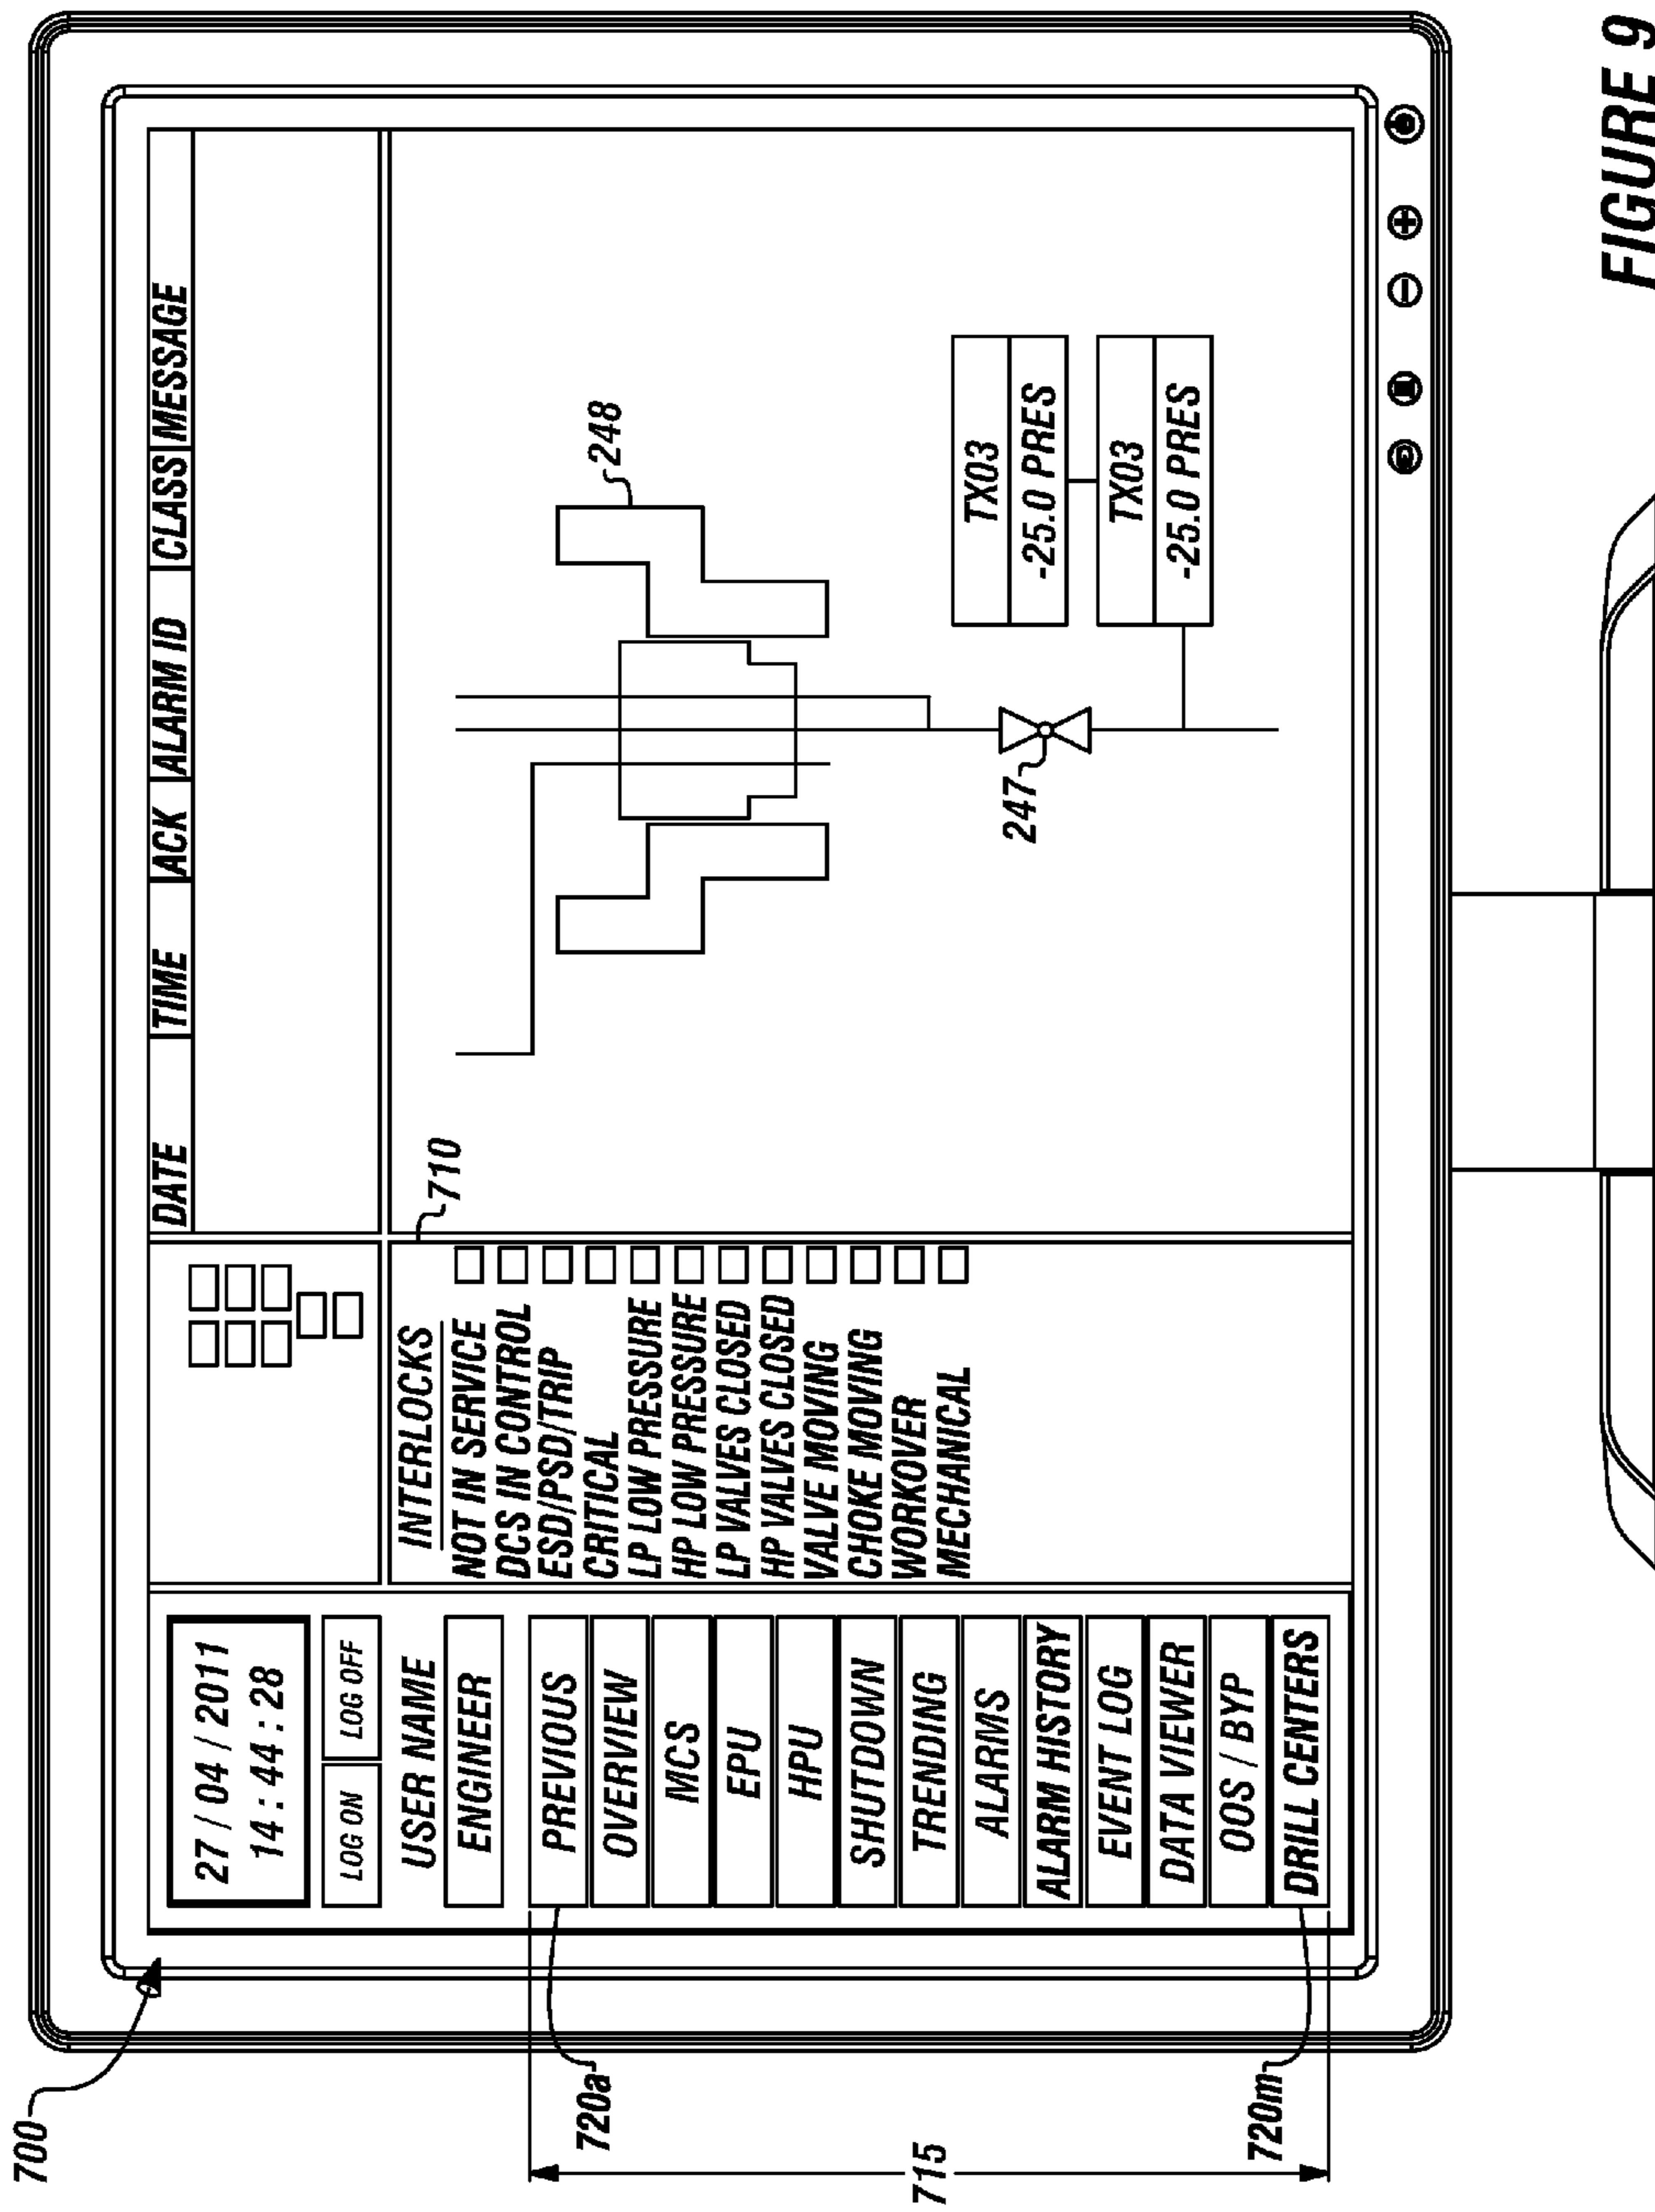 700
27 / 04 / 2011
14 : 44 : 28
LOG ON
LOG OFF
USER NAME
ENGINEER
PREVIOUS
OVERVIEW
MCS
EPU
HPU
SHUTDOWN
TRENDING
ALARMS
ALARM HISTORY
EVENT LOG
DATA VIEWER
OOS / BYP
DRILL CENTERS
720a
715
720m
DATE TIME ACK ALARM ID CLASS MESSAGE
710
INTERLOCKS
NOT IN SERVICE
DCS IN CONTROL
ESD/PSD/TRIP
CRITICAL
LP LOW PRESSURE
HP LOW PRESSURE
LP VALVES CLOSED
HP VALVES CLOSED
VALVE MOVING
CHOKE MOVING
WORKOVER
MECHANICAL
248
247
TX03
-25.0 PRES
TX03
-25.0 PRES
FIGURE 9